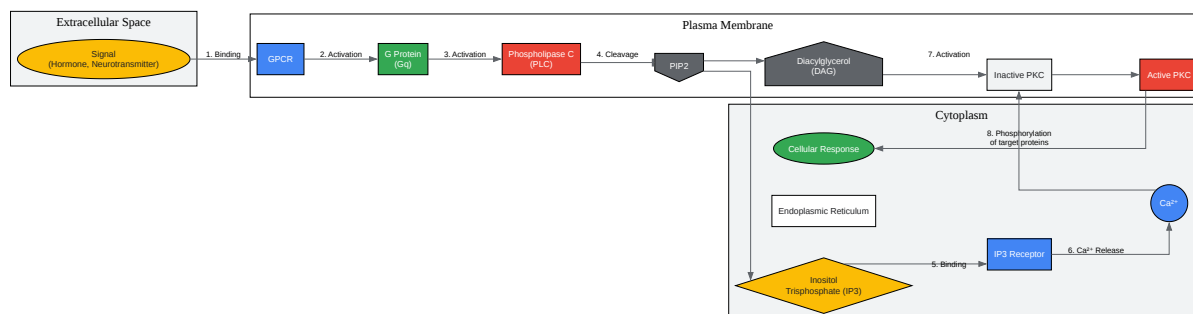 Extracellular Space
Signal
(Hormone, Neurotransmitter)
1. Binding
Plasma Membrane
GPCR
2. Activation
G Protein
(Gq)
3. Activation
Phospholipase C
(PLC)
4. Cleavage
PIP2
Diacylglycerol
(DAG)
7. Activation
Inactive PKC
Active PKC
Cytoplasm
8. Phosphorylation
of target proteins
Cellular Response
Endoplasmic Reticulum
Ca²⁺
IP3 Receptor
6. Ca²⁺ Release
5. Binding
Inositol
Trisphosphate (IP3)